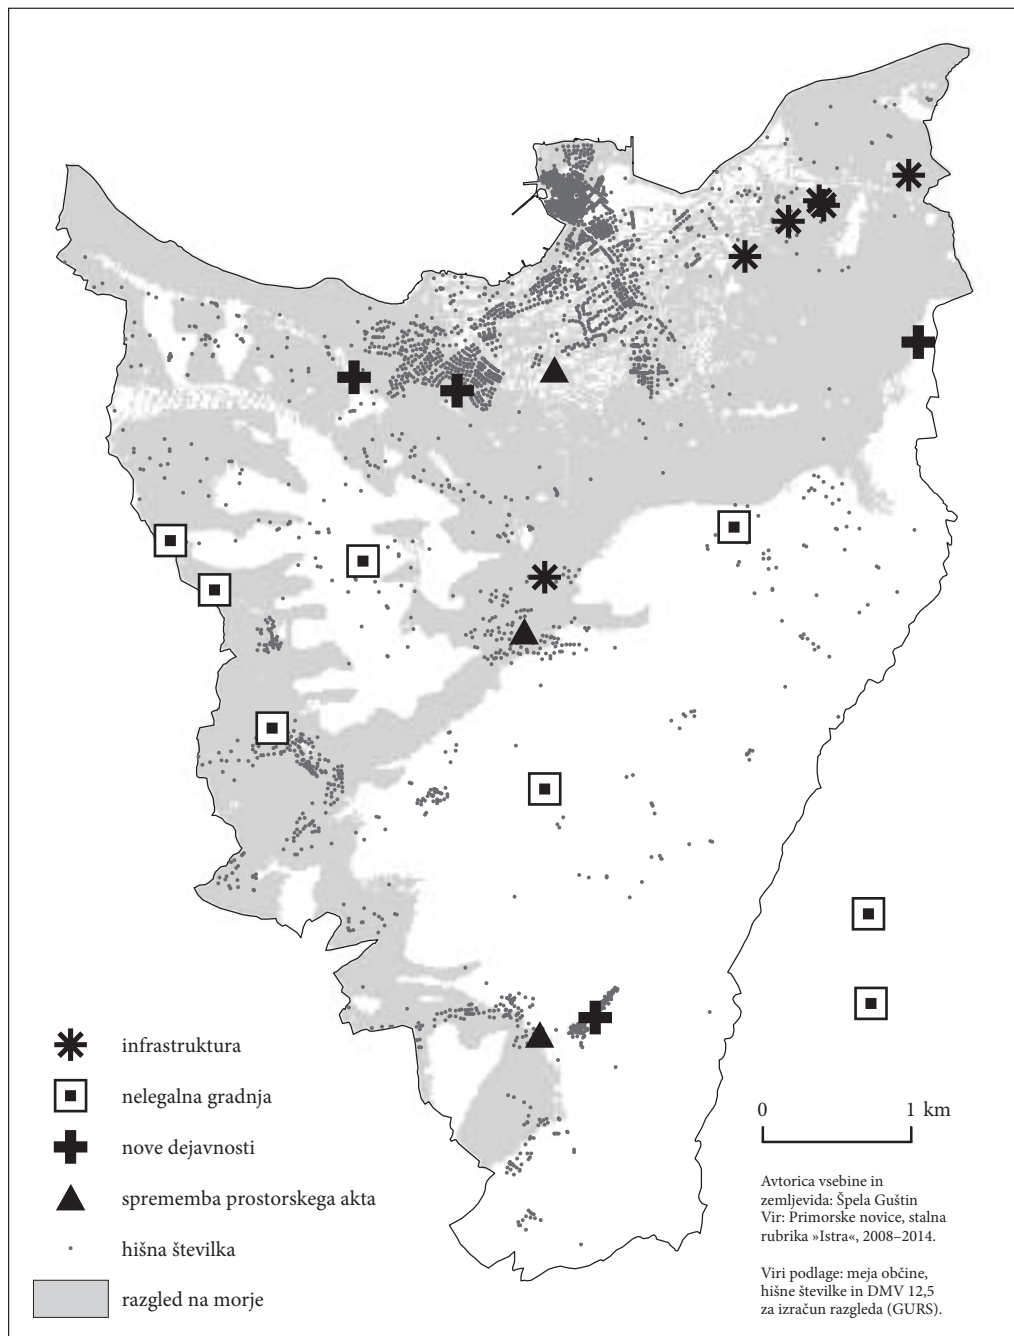 infrastruktura
nelegalna gradnja
nove dejavnosti
sprememba prostorskega akta
hišna številka
razgled na morje
0 1 km
Avtorica vsebine in
zemljevida: Špela Guštin
Vir: Primorske novice, stalna
rubrika »Istra«, 2008–2014.
Viri podlage: meja občine,
hišne številke in DMV 12,5
za izračun razgleda (GURS).